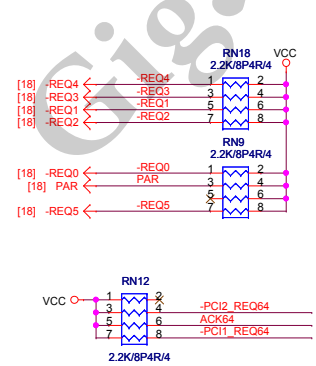 Gig
RN18 VCC
2.2K/8P4R/4
[18] -REQ4 -REQ4 1 2
[18] -REQ3 -REQ3 3 4
[18] -REQ1 -REQ1 5 6
[18] -REQ2 -REQ2 7 8
RN9
2.2K/8P4R/4
[18] -REQ0 -REQ0 1 2
[18] PAR PAR 3 4
5 6
[18] -REQ5 -REQ5 7 8
RN12
VCC 1 2
3 4 -PCI2_REQ64
5 6 ACK64
7 8 -PCI1_REQ64
2.2K/8P4R/4